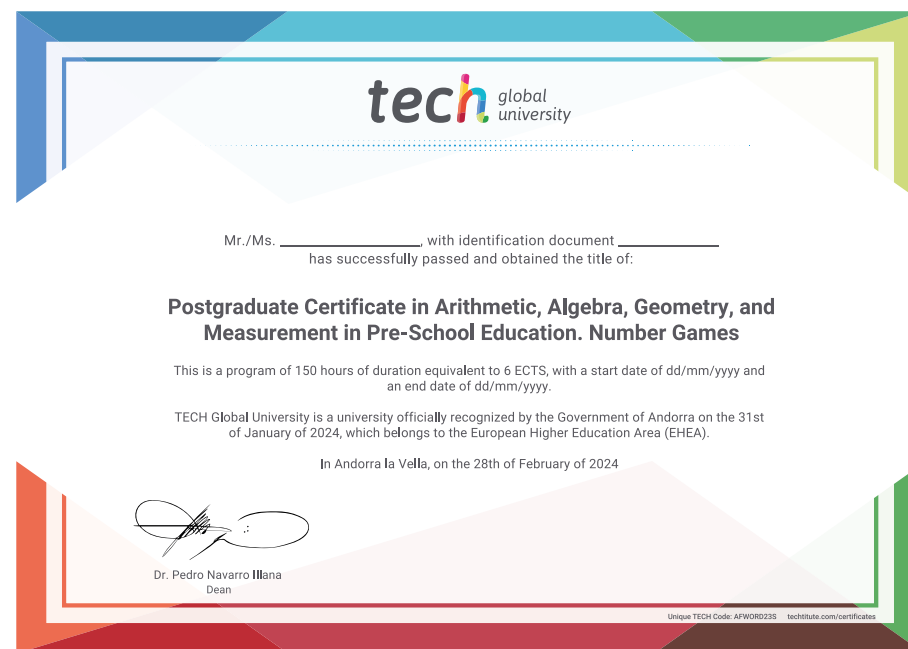 tech global
university
Mr./Ms. ____________________, with identification document ______________
has successfully passed and obtained the title of:
Postgraduate Certificate in Arithmetic, Algebra, Geometry, and
Measurement in Pre-School Education. Number Games
This is a program of 150 hours of duration equivalent to 6 ECTS, with a start date of dd/mm/yyyy and
an end date of dd/mm/yyyy.
TECH Global University is a university officially recognized by the Government of Andorra on the 31st
of January of 2024, which belongs to the European Higher Education Area (EHEA).
In Andorra la Vella, on the 28th of February of 2024
Dr. Pedro Navarro Illana
Dean
Unique TECH Code: AFWORD23S techtitute.com/certificates